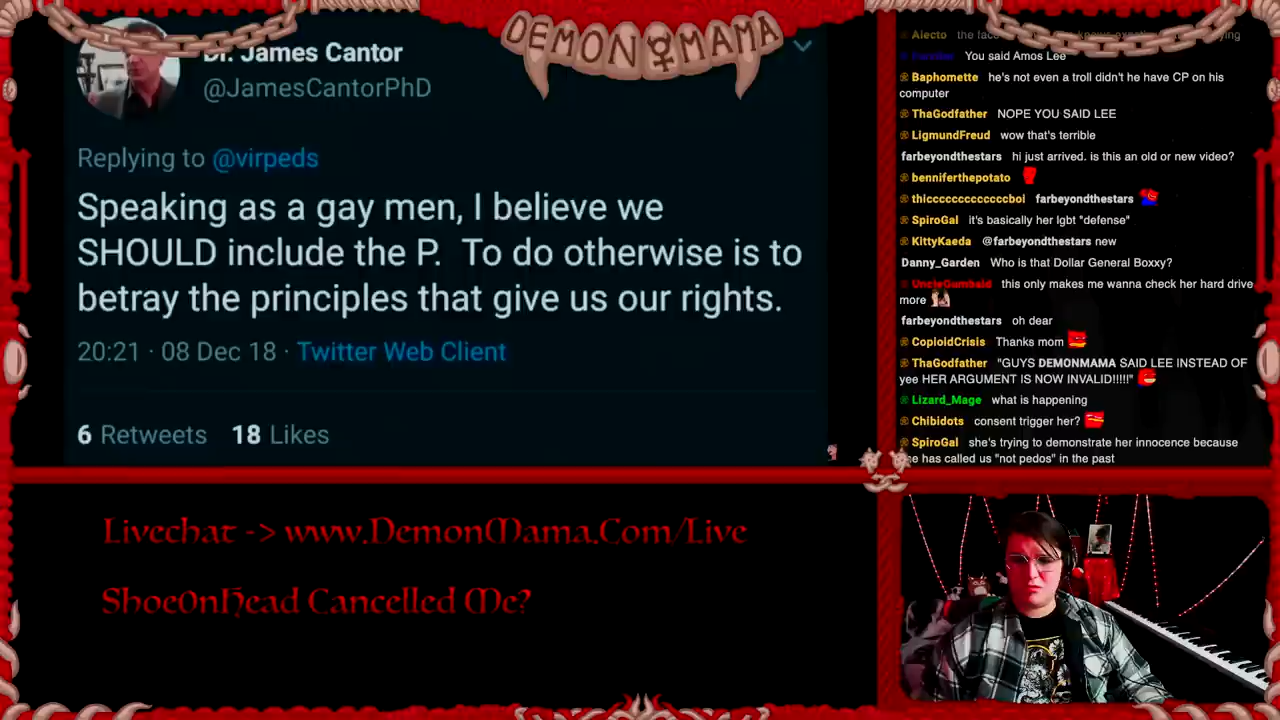 DEMON MAMA
Dr. James Cantor
@JamesCantorPhD
Replying to @virpeds
Speaking as a gay men, I believe we
SHOULD include the P. To do otherwise is to
betray the principles that give us our rights.
20:21 · 08 Dec 18 · Twitter Web Client
6 Retweets 18 Likes
Alecto the
You said Amos Lee
Baphomette he's not even a troll didn't he have CP on his
computer
ThaGodfather NOPE YOU SAID LEE
LigmundFreud wow that's terrible
farbeyondthestars hi just arrived. is this an old or new video?
benniferthepotato
thicccccccccccccboi farbeyondthestars
SpiroGal it's basically her lgbt "defense"
KittyKaeda @farbeyondthestars new
Danny_Garden Who is that Dollar General Boxxy?
UncleGumbald this only makes me wanna check her hard drive
more
farbeyondthestars oh dear
CopioidCrisis Thanks mom
ThaGodfather "GUYS DEMONMAMA SAID LEE INSTEAD OF
yee HER ARGUMENT IS NOW INVALID!!!!!"
Lizard_Mage what is happening
Chibidots consent trigger her?
SpiroGal she's trying to demonstrate her innocence because
has called us "not pedos" in the past
Livechat -> www.DemonMama.Com/Live
ShoeOnHead Cancelled Me?